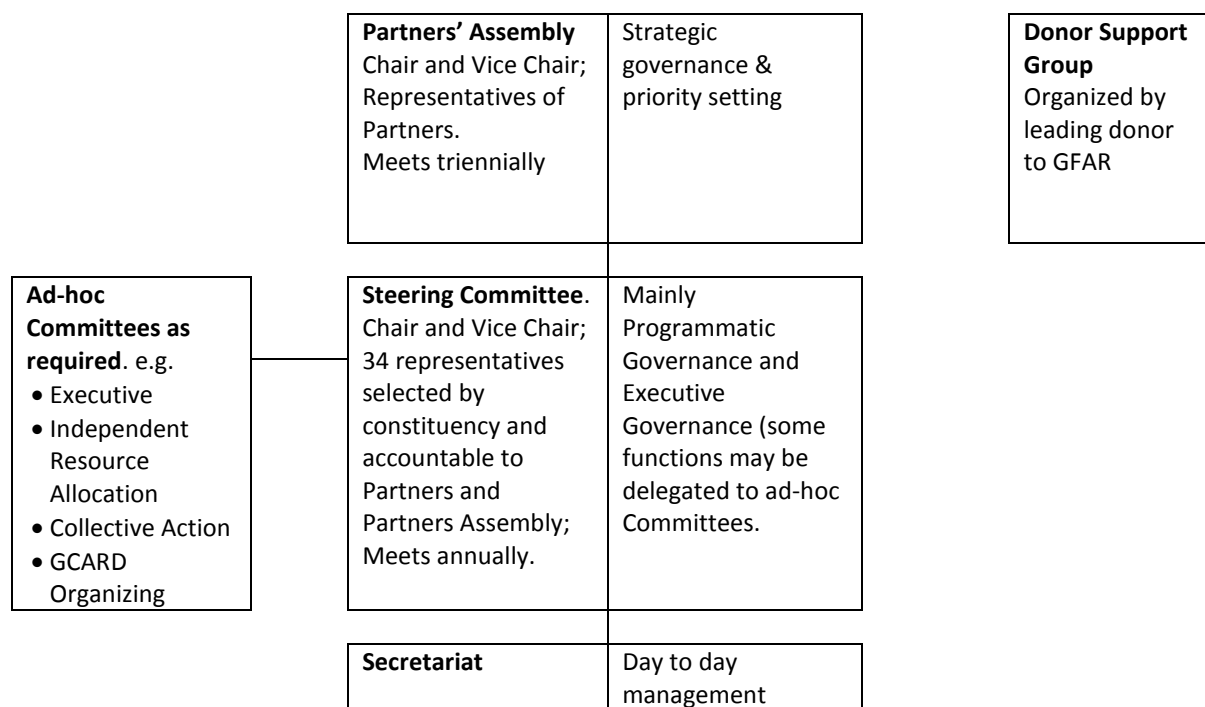 Partners’ Assembly
Chair and Vice Chair;
Representatives of
Partners.
Meets triennially
Strategic
governance &
priority setting
Donor Support
Group
Organized by
leading donor
to GFAR
Ad-hoc
Committees as
required. e.g.
• Executive
• Independent
Resource
Allocation
• Collective Action
• GCARD
Organizing
Steering Committee.
Chair and Vice Chair;
34 representatives
selected by
constituency and
accountable to
Partners and
Partners Assembly;
Meets annually.
Mainly
Programmatic
Governance and
Executive
Governance (some
functions may be
delegated to ad-hoc
Committees.
Secretariat
Day to day
management